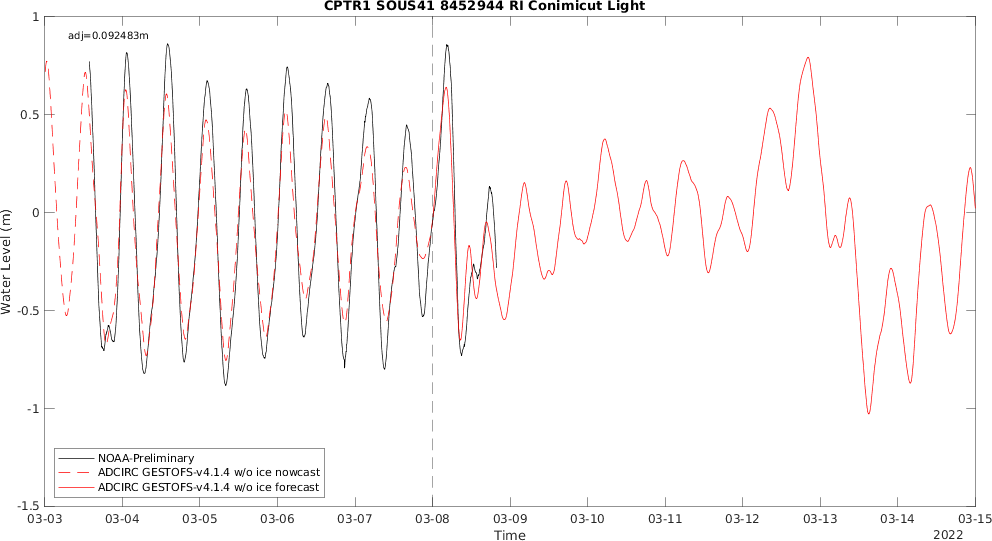 CPTR1 SOUS41 8452944 RI Conimicut Light
adj=0.092483m
1
0.5
0
-0.5
-1
-1.5
Water Level (m)
NOAA-Preliminary
ADCIRC GESTOFS-v4.1.4 w/o ice nowcast
ADCIRC GESTOFS-v4.1.4 w/o ice forecast
03-03 03-04 03-05 03-06 03-07 03-08 03-09 03-10 03-11 03-12 03-13 03-14 03-15
Time
2022